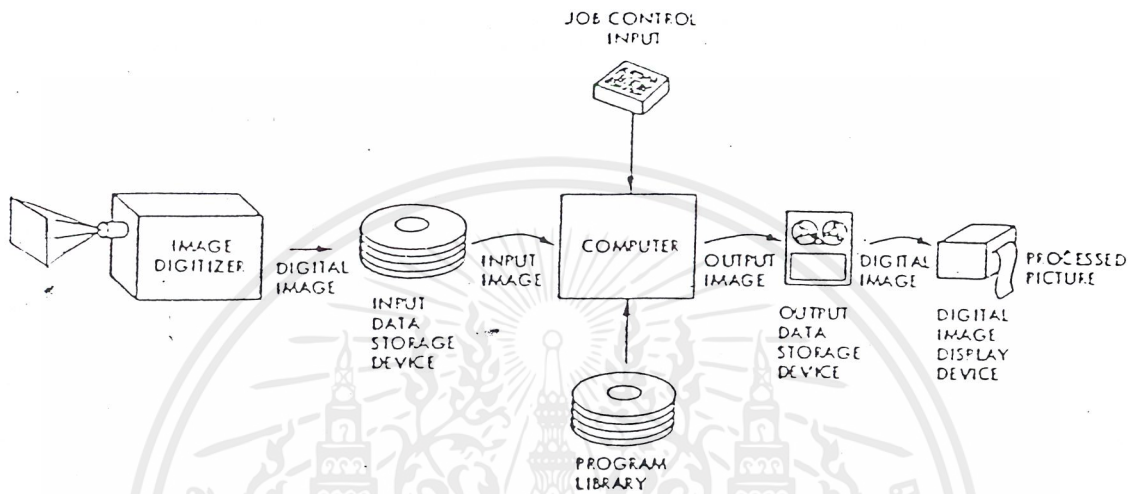 JOB CONTROL
INPUT
IMAGE
DIGITIZER
DIGITAL
IMAGE
INPUT
DATA
STORAGE
DEVICE
INPUT
IMAGE
COMPUTER
PROGRAM
LIBRARY
OUTPUT
IMAGE
OUTPUT
DATA
STORAGE
DEVICE
DIGITAL
IMAGE
DIGITAL
IMAGE
DISPLAY
DEVICE
PROCESSED
PICTURE